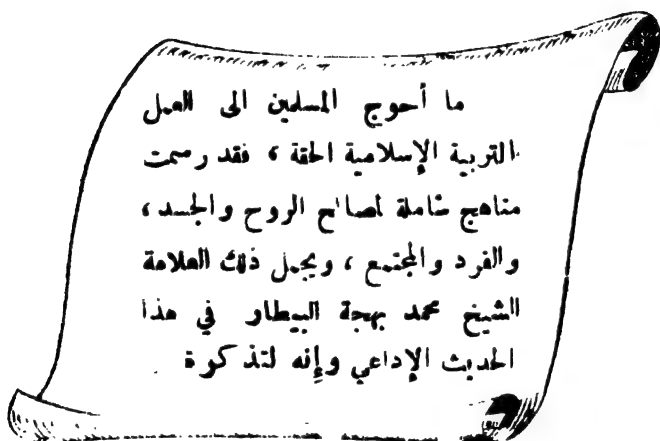 ما أحوج المسلمين الى العمل
التربية الإسلامية الحقة ، فقد رسمت
مناهج شاملة لصالح الروح والجسد ،
والفرد والمجتمع ، ويجمل ذلك العلامة
الشيخ محمد بهجة البيطار في هذا
الحديث الإذاعي وإنه لتذكرة